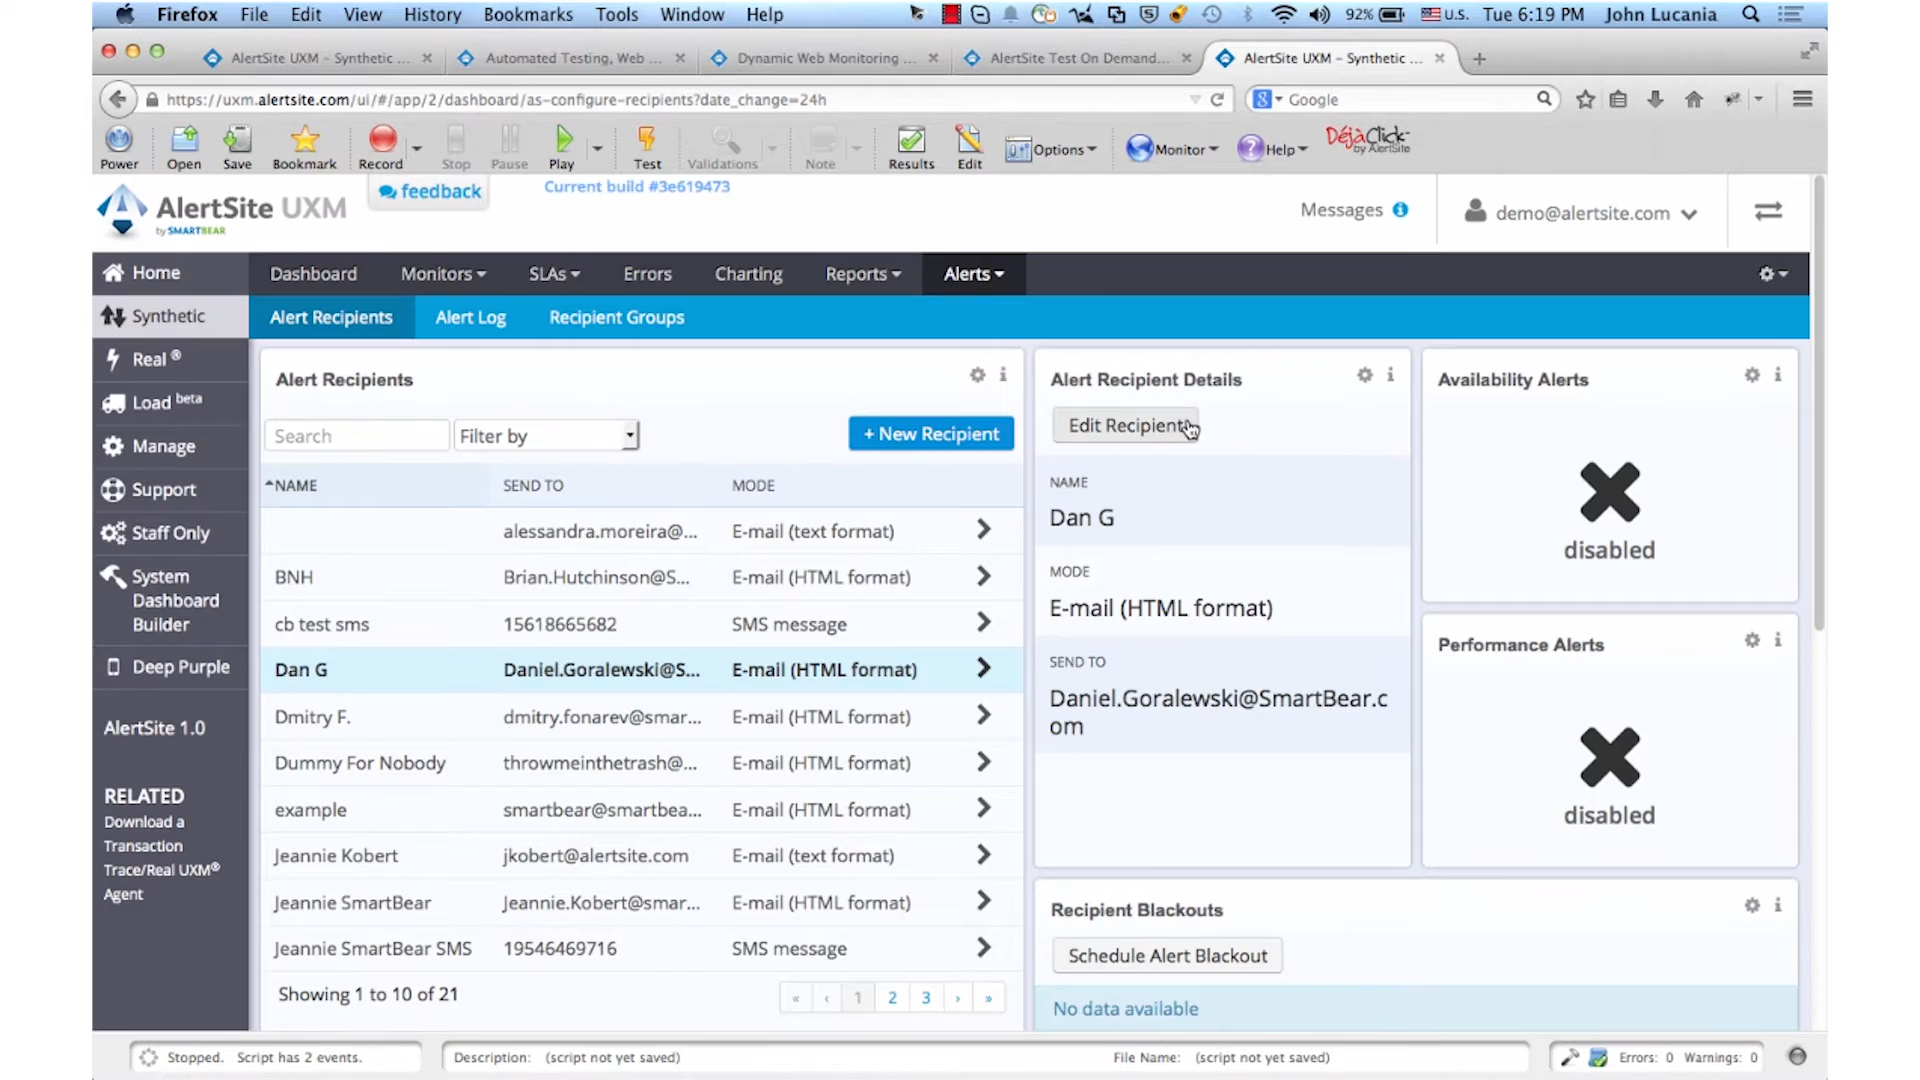 Firefox File Edit View History Bookmarks Tools Window Help 92% U.S. Tue 6:19 PM John Lucania
AlertSite UXM – Synthetic ... Automated Testing, Web ... Dynamic Web Monitoring ... AlertSite Test On Demand... AlertSite UXM – Synthetic ...
https://uxm.alertsite.com/ui/#/app/2/dashboard/as-configure-recipients?date_change=24h Google
Power Open Save Bookmark Record Stop Pause Play Test Validations Note Results Edit Options Monitor Help DéjàClick by AlertSite
AlertSite UXM
by SMARTBEAR
feedback
Current build #3e619473
Messages
demo@alertsite.com
Home
Synthetic
Real ®
Load beta
Manage
Support
Staff Only
System
Dashboard
Builder
Deep Purple
AlertSite 1.0
RELATED
Download a
Transaction
Trace/Real UXM®
Agent
Dashboard Monitors SLAs Errors Charting Reports Alerts
Alert Recipients Alert Log Recipient Groups
Alert Recipients
Search Filter by + New Recipient
NAME SEND TO MODE
alessandra.moreira@... E-mail (text format)
BNH Brian.Hutchinson@S... E-mail (HTML format)
cb test sms 15618665682 SMS message
Dan G Daniel.Goralewski@S... E-mail (HTML format)
Dmitry F. dmitry.fonarev@smar... E-mail (HTML format)
Dummy For Nobody throwmeinthetrash@... E-mail (HTML format)
example smartbear@smartbea... E-mail (HTML format)
Jeannie Kobert jkobert@alertsite.com E-mail (text format)
Jeannie SmartBear Jeannie.Kobert@smar... E-mail (HTML format)
Jeannie SmartBear SMS 19546469716 SMS message
Showing 1 to 10 of 21 « ‹ 1 2 3 › »
Alert Recipient Details
Edit Recipient
NAME
Dan G
MODE
E-mail (HTML format)
SEND TO
Daniel.Goralewski@SmartBear.c
om
Availability Alerts
disabled
Performance Alerts
disabled
Recipient Blackouts
Schedule Alert Blackout
No data available
Stopped. Script has 2 events. Description: (script not yet saved) File Name: (script not yet saved) Errors: 0 Warnings: 0